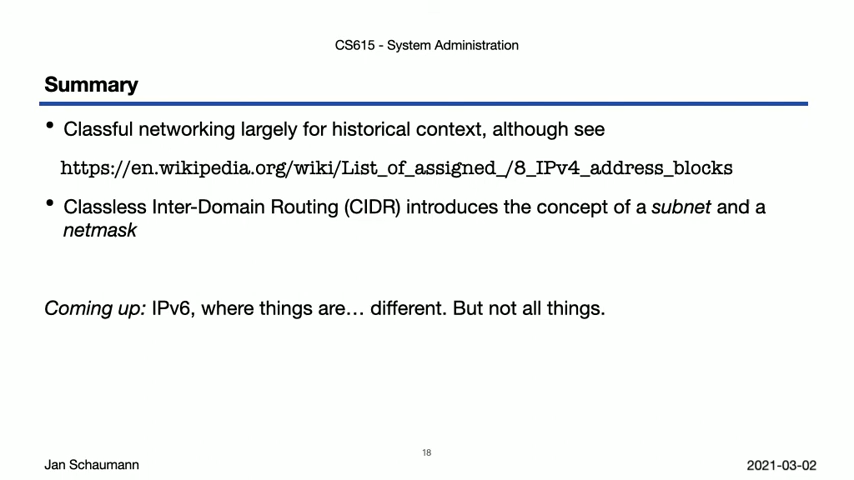 CS615 - System Administration
Summary
• Classful networking largely for historical context, although see
https://en.wikipedia.org/wiki/List_of_assigned_/8_IPv4_address_blocks
• Classless Inter-Domain Routing (CIDR) introduces the concept of a subnet and a
netmask
Coming up: IPv6, where things are… different. But not all things.
18
Jan Schaumann
2021-03-02